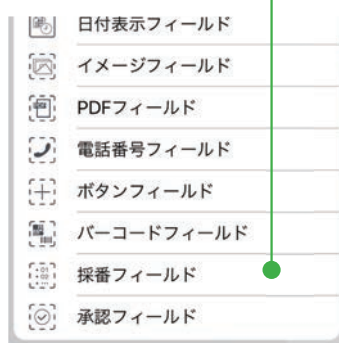 日付表示フィールド
イメージフィールド
PDFフィールド
電話番号フィールド
ボタンフィールド
バーコードフィールド
採番フィールド
承認フィールド